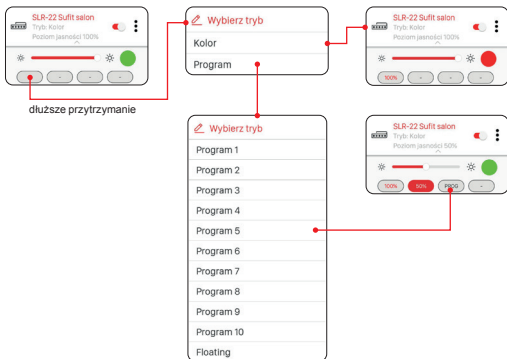 SLR-22 Sufit salon
Tryb: Kolor
Poziom jasności 100%
- - - -
dłuższe przytrzymanie
Wybierz tryb
Kolor
Program
SLR-22 Sufit salon
Tryb: Kolor
Poziom jasności 100%
100% - - -
Wybierz tryb
Program 1
Program 2
Program 3
Program 4
Program 5
Program 6
Program 7
Program 8
Program 9
Program 10
Floating
SLR-22 Sufit salon
Tryb: Kolor
Poziom jasności 50%
100% 50% PROG -